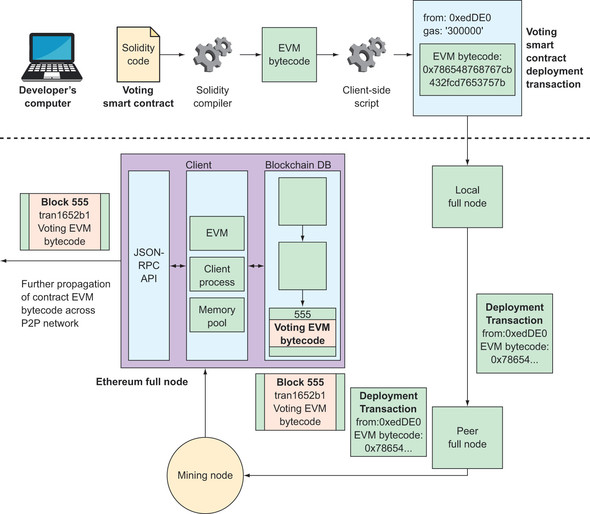 Developer's
computer
Solidity
code
Voting
smart contract
Solidity
compiler
EVM
bytecode
Client-side
script
from: 0xedDE0
gas: '300000'
EVM bytecode:
0x786548768767cb
432fcd7653757b
Voting
smart
contract
deployment
transaction
Local
full node
Deployment
Transaction
from:0xedDE0
EVM bytecode:
0x78654...
Peer
full node
Deployment
Transaction
from:0xedDE0
EVM bytecode:
0x78654...
Mining node
Block 555
tran1652b1
Voting EVM
bytecode
Ethereum full node
Client
Blockchain DB
JSON-
RPC
API
EVM
Client
process
Memory
pool
555
Voting EVM
bytecode
Block 555
tran1652b1
Voting EVM
bytecode
Further propagation
of contract EVM
bytecode across
P2P network